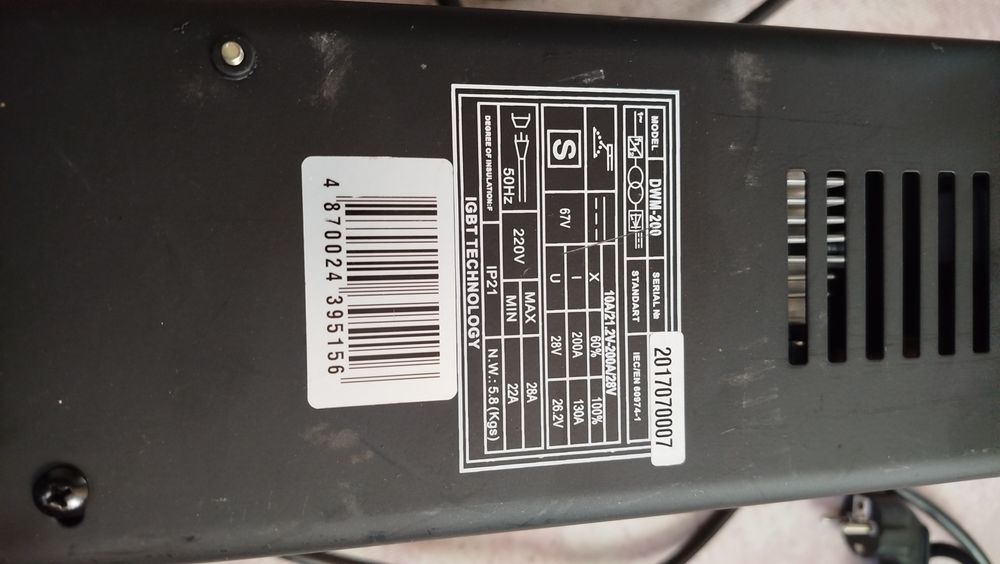 MODEL DWM-200 SERIAL № 2017070007
STANDART IEC/EN 60974-1
10A/21.2V-200A/28V
X 60% 100%
S 67V I 200A 130A
U 28V 26.2V
50Hz 220V MAX 28A
MIN 22A
DEGREE OF INSULATION:F IP21 N.W.: 5.8 (Kgs)
IGBT TECHNOLOGY
4 870024 395156